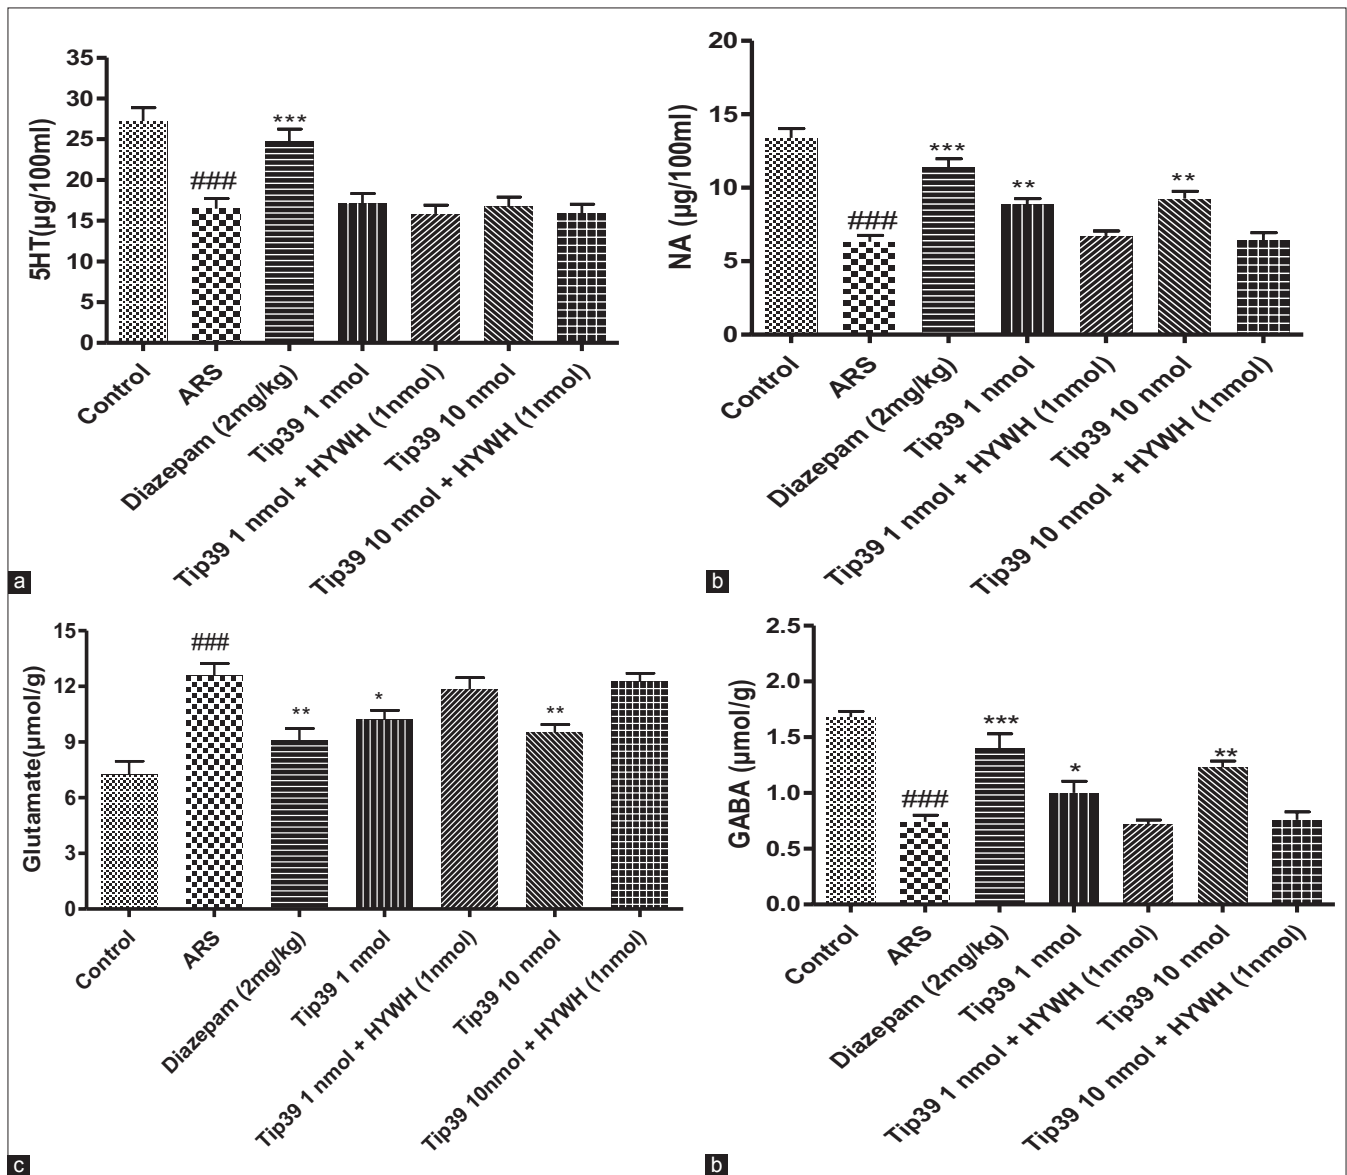 35
30
25
20
15
10
5
0
5HT(µg/100ml)
###
***
Control
ARS
Diazepam (2mg/kg)
Tip39 1 nmol
Tip39 1 nmol + HYWH (1nmol)
Tip39 10 nmol
Tip39 10 nmol + HYWH (1nmol)
a
20
15
10
5
0
NA (µg/100ml)
###
***
**
**
Control
ARS
Diazepam (2mg/kg)
Tip39 1 nmol
Tip39 1 nmol + HYWH (1nmol)
Tip39 10 nmol
Tip39 10 nmol + HYWH (1nmol)
b
15
12
9
6
3
0
Glutamate(µmol/g)
###
**
*
**
Control
ARS
Diazepam (2mg/kg)
Tip39 1 nmol
Tip39 1 nmol + HYWH (1nmol)
Tip39 10 nmol
Tip39 10nmol + HYWH (1nmol)
c
2.5
2.0
1.5
1.0
0.5
0.0
GABA (µmol/g)
###
***
*
**
Control
ARS
Diazepam (2mg/kg)
Tip39 1 nmol
Tip39 1 nmol + HYWH (1nmol)
Tip39 10 nmol
Tip39 10 nmol + HYWH (1nmol)
b